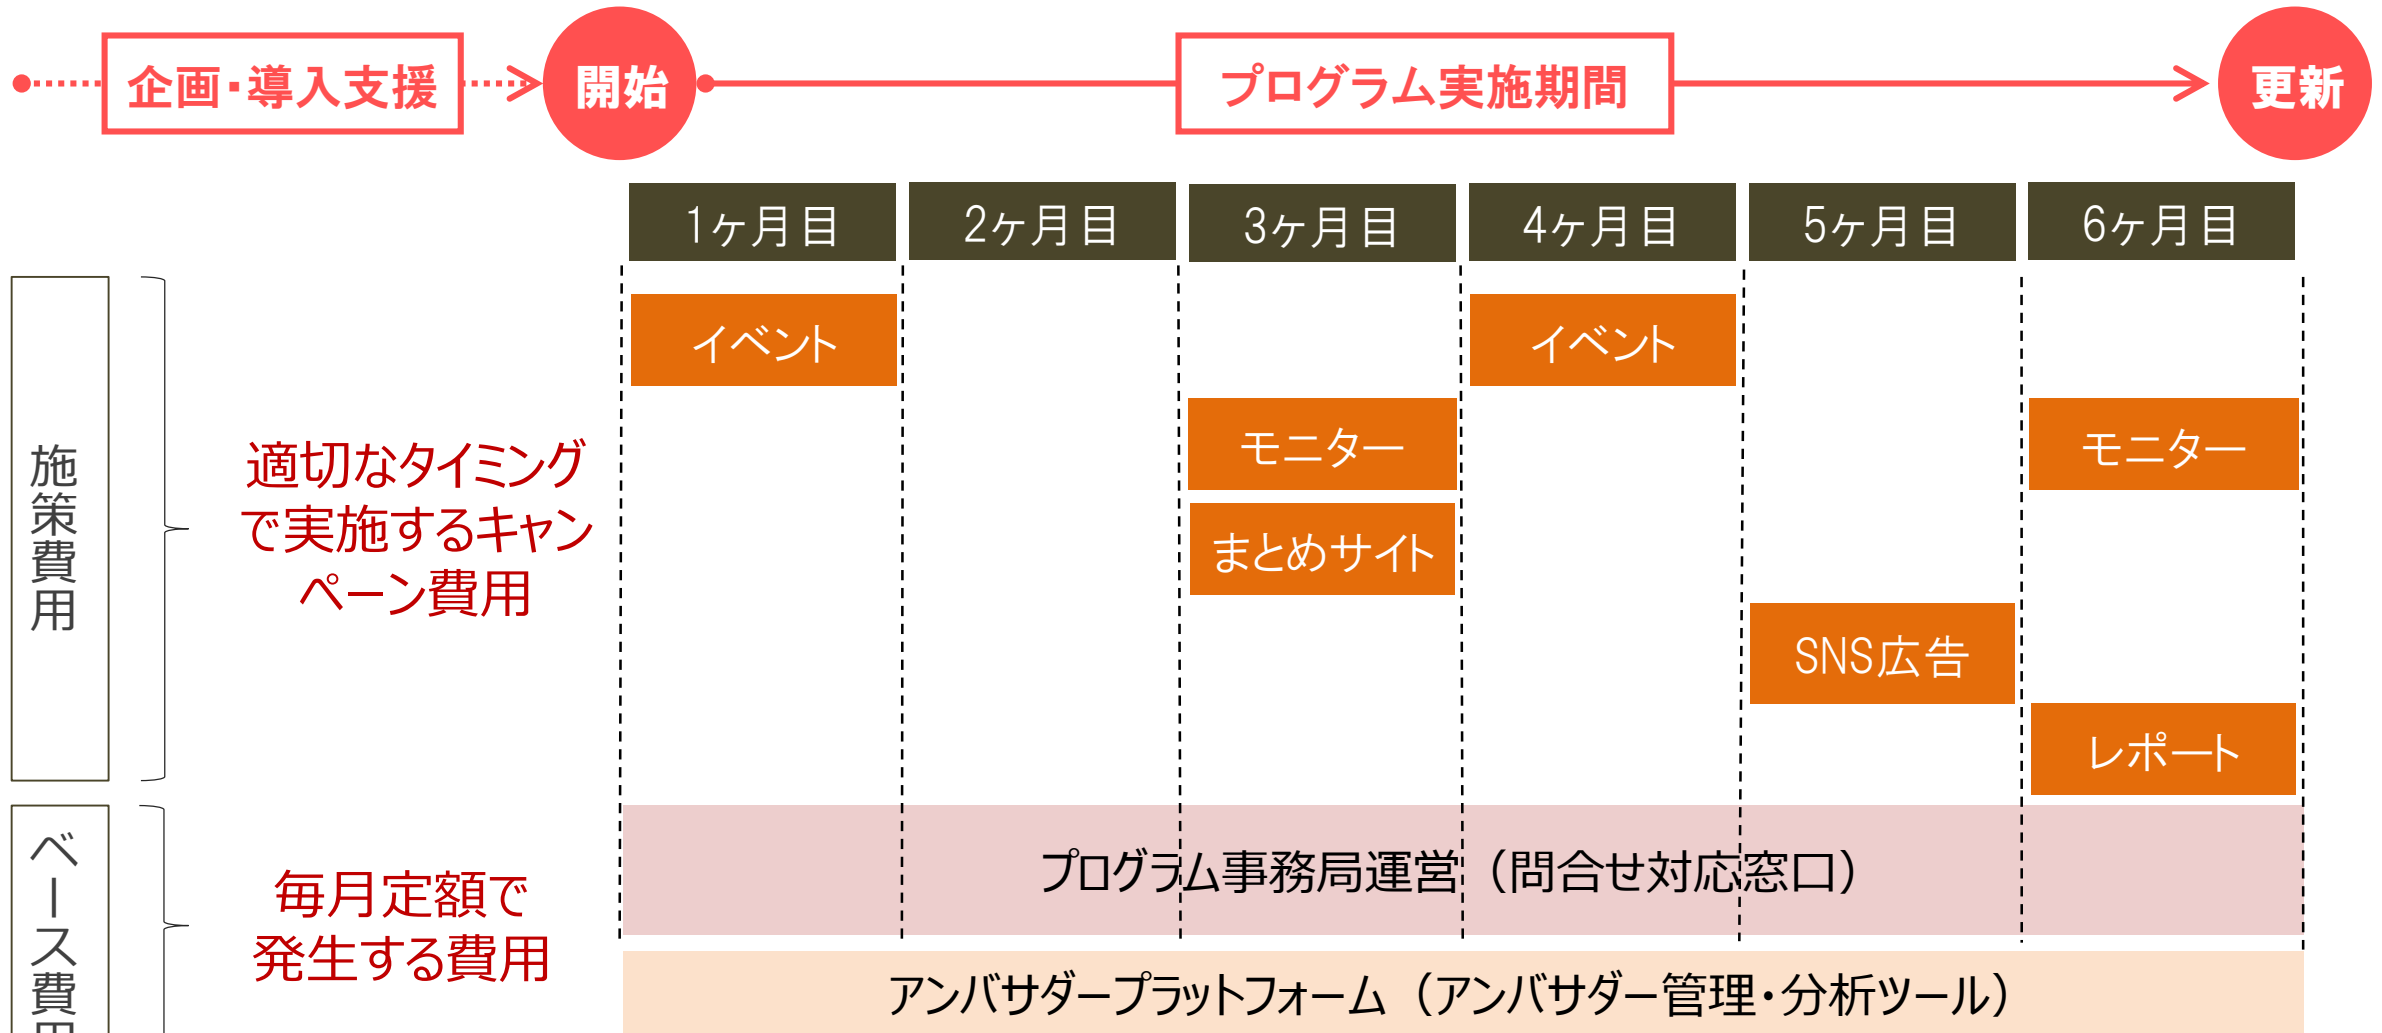 企画・導入支援
開始
プログラム実施期間
更新
1ヶ月目
2ヶ月目
3ヶ月目
4ヶ月目
5ヶ月目
6ヶ月目
施策費用
適切なタイミング
で実施するキャン
ペーン費用
イベント
イベント
モニター
モニター
まとめサイト
SNS広告
レポート
ベース費用
毎月定額で
発生する費用
プログラム事務局運営（問合せ対応窓口）
アンバサダープラットフォーム（アンバサダー管理・分析ツール）